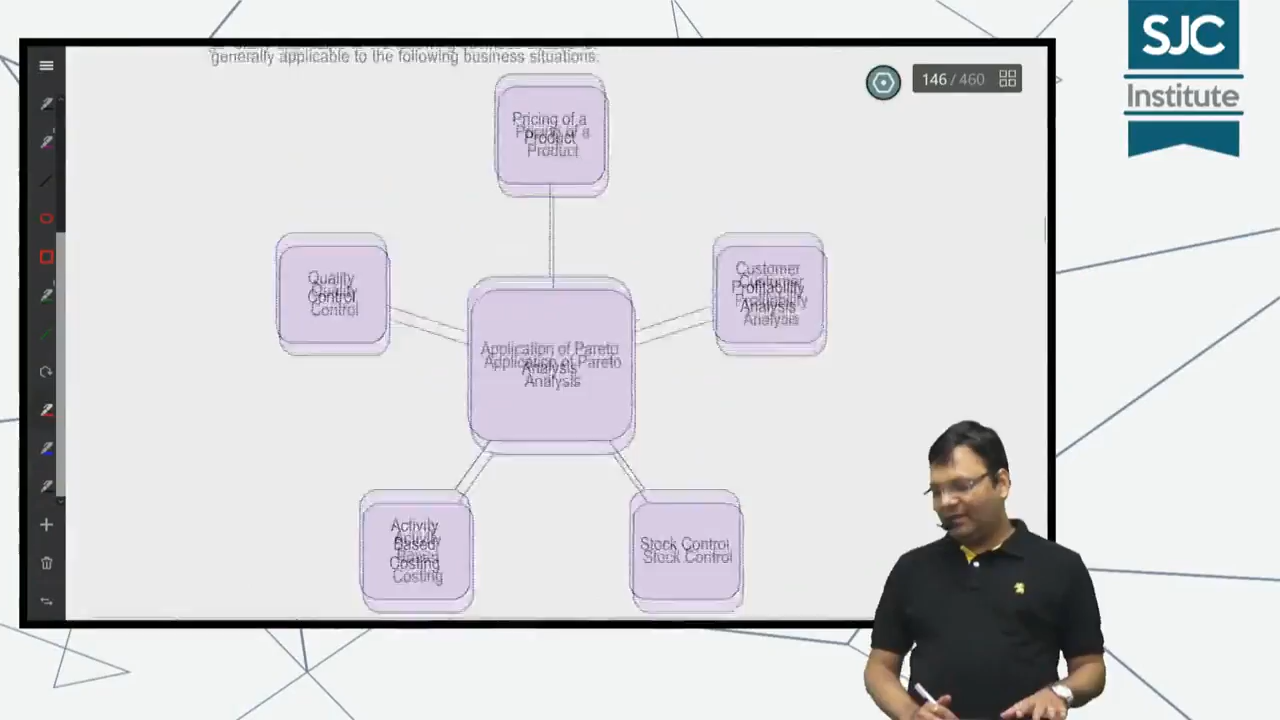 generally applicable to the following business situations.
146 / 460
SJC
Institute
Pricing of a
Product
Quality
Control
Customer
Profitability
Analysis
Application of Pareto
Analysis
Activity
Based
Costing
Stock Control